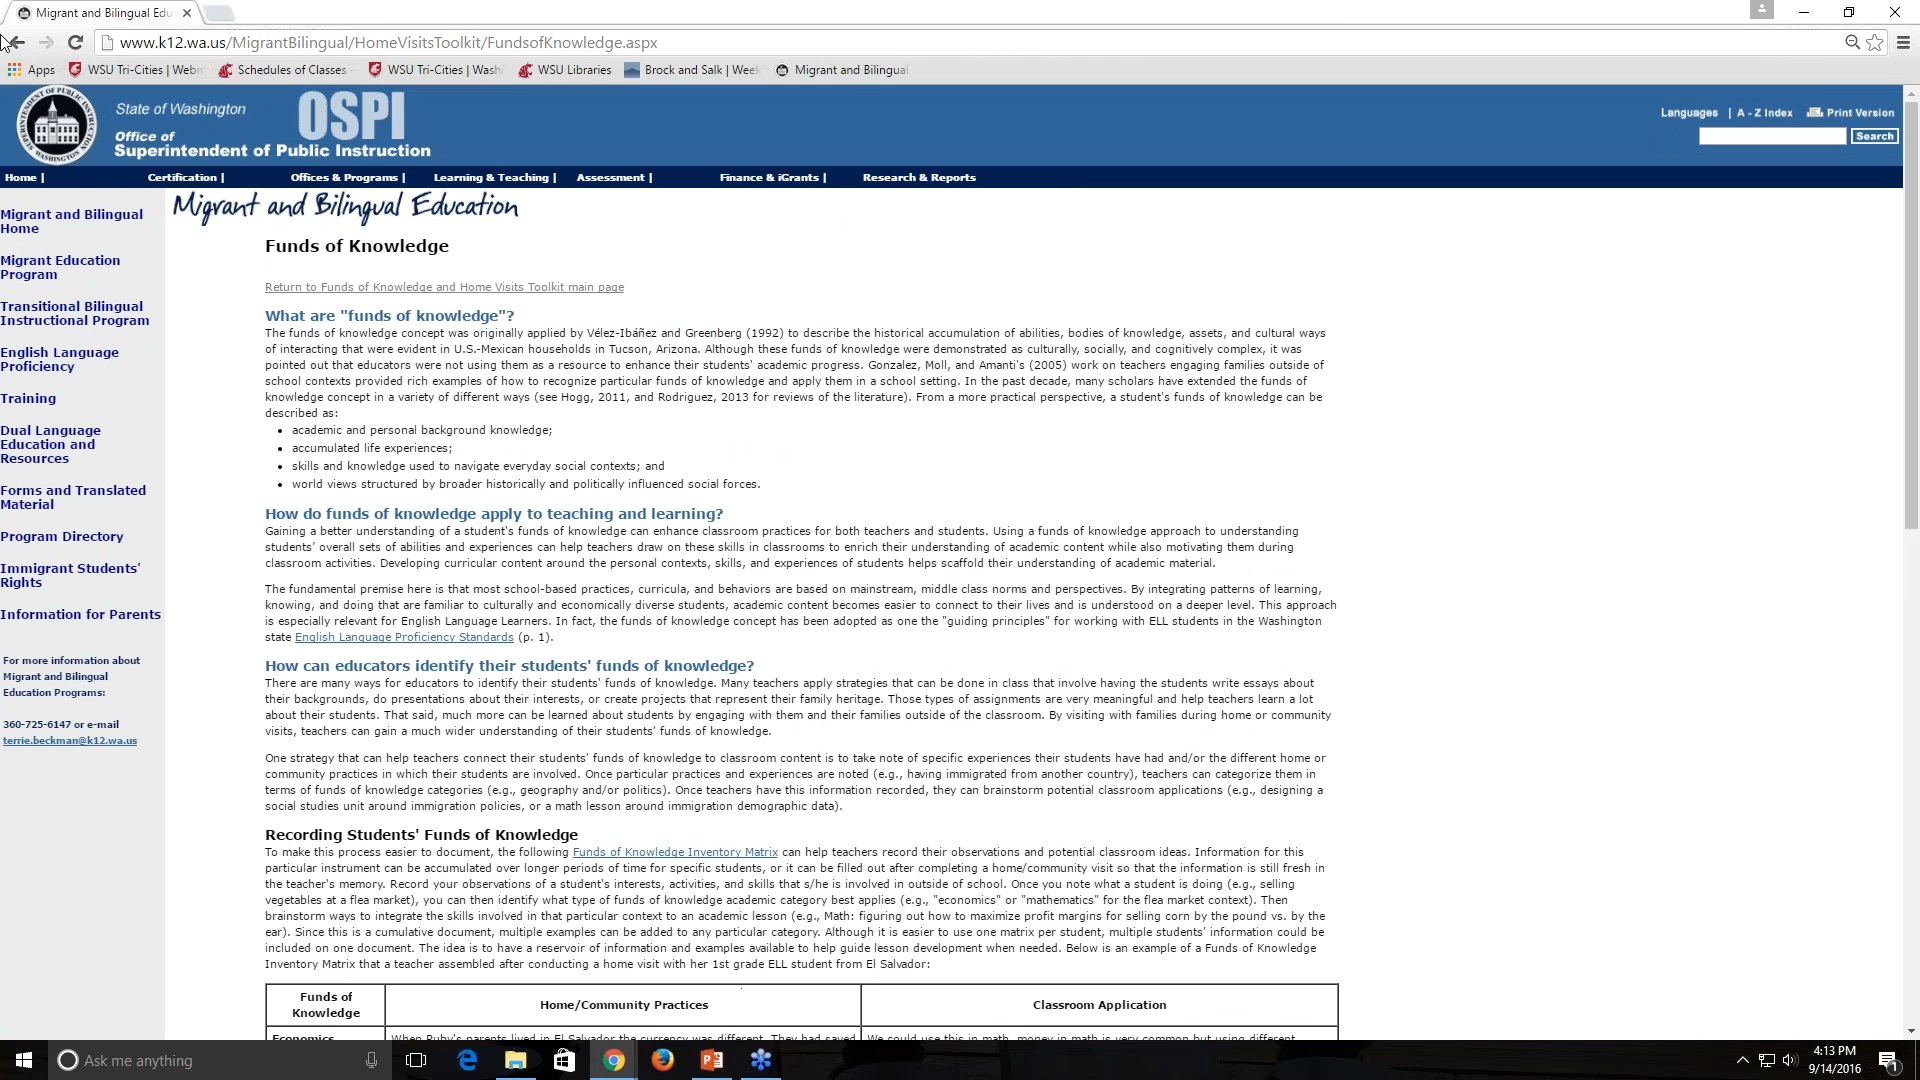 Migrant and Bilingual Edu
www.k12.wa.us/MigrantBilingual/HomeVisitsToolkit/FundsofKnowledge.aspx
Apps WSU Tri-Cities | Webm Schedules of Classes - WSU Tri-Cities | Washi WSU Libraries Brock and Salk | Week Migrant and Bilingual
State of Washington OSPI
Office of
Superintendent of Public Instruction
SUPERINTENDENT OF PUBLIC INSTRUCTION WASHINGTON
Languages | A - Z Index Print Version
Search
Home | Certification | Offices & Programs | Learning & Teaching | Assessment | Finance & iGrants | Research & Reports
Migrant and Bilingual
Home
Migrant Education
Program
Transitional Bilingual
Instructional Program
English Language
Proficiency
Training
Dual Language
Education and
Resources
Forms and Translated
Material
Program Directory
Immigrant Students'
Rights
Information for Parents
For more information about
Migrant and Bilingual
Education Programs:
360-725-6147 or e-mail
terrie.beckman@k12.wa.us
Migrant and Bilingual Education
Funds of Knowledge
Return to Funds of Knowledge and Home Visits Toolkit main page
What are "funds of knowledge"?
The funds of knowledge concept was originally applied by Vélez-Ibáñez and Greenberg (1992) to describe the historical accumulation of abilities, bodies of knowledge, assets, and cultural ways
of interacting that were evident in U.S.-Mexican households in Tucson, Arizona. Although these funds of knowledge were demonstrated as culturally, socially, and cognitively complex, it was
pointed out that educators were not using them as a resource to enhance their students' academic progress. Gonzalez, Moll, and Amanti's (2005) work on teachers engaging families outside of
school contexts provided rich examples of how to recognize particular funds of knowledge and apply them in a school setting. In the past decade, many scholars have extended the funds of
knowledge concept in a variety of different ways (see Hogg, 2011, and Rodriguez, 2013 for reviews of the literature). From a more practical perspective, a student's funds of knowledge can be
described as:
• academic and personal background knowledge;
• accumulated life experiences;
• skills and knowledge used to navigate everyday social contexts; and
• world views structured by broader historically and politically influenced social forces.
How do funds of knowledge apply to teaching and learning?
Gaining a better understanding of a student's funds of knowledge can enhance classroom practices for both teachers and students. Using a funds of knowledge approach to understanding
students’ overall sets of abilities and experiences can help teachers draw on these skills in classrooms to enrich their understanding of academic content while also motivating them during
classroom activities. Developing curricular content around the personal contexts, skills, and experiences of students helps scaffold their understanding of academic material.
The fundamental premise here is that most school-based practices, curricula, and behaviors are based on mainstream, middle class norms and perspectives. By integrating patterns of learning,
knowing, and doing that are familiar to culturally and economically diverse students, academic content becomes easier to connect to their lives and is understood on a deeper level. This approach
is especially relevant for English Language Learners. In fact, the funds of knowledge concept has been adopted as one the "guiding principles" for working with ELL students in the Washington
state English Language Proficiency Standards (p. 1).
How can educators identify their students' funds of knowledge?
There are many ways for educators to identify their students' funds of knowledge. Many teachers apply strategies that can be done in class that involve having the students write essays about
their backgrounds, do presentations about their interests, or create projects that represent their family heritage. Those types of assignments are very meaningful and help teachers learn a lot
about their students. That said, much more can be learned about students by engaging with them and their families outside of the classroom. By visiting with families during home or community
visits, teachers can gain a much wider understanding of their students' funds of knowledge.
One strategy that can help teachers connect their students' funds of knowledge to classroom content is to take note of specific experiences their students have had and/or the different home or
community practices in which their students are involved. Once particular practices and experiences are noted (e.g., having immigrated from another country), teachers can categorize them in
terms of funds of knowledge categories (e.g., geography and/or politics). Once teachers have this information recorded, they can brainstorm potential classroom applications (e.g., designing a
social studies unit around immigration policies, or a math lesson around immigration demographic data).
Recording Students' Funds of Knowledge
To make this process easier to document, the following Funds of Knowledge Inventory Matrix can help teachers record their observations and potential classroom ideas. Information for this
particular instrument can be accumulated over longer periods of time for specific students, or it can be filled out after completing a home/community visit so that the information is still fresh in
the teacher's memory. Record your observations of a student's interests, activities, and skills that s/he is involved in outside of school. Once you note what a student is doing (e.g., selling
vegetables at a flea market), you can then identify what type of funds of knowledge academic category best applies (e.g., "economics" or "mathematics" for the flea market context). Then
brainstorm ways to integrate the skills involved in that particular context to an academic lesson (e.g., Math: figuring out how to maximize profit margins for selling corn by the pound vs. by the
ear). Since this is a cumulative document, multiple examples can be added to any particular category. Although it is easier to use one matrix per student, multiple students' information could be
included on one document. The idea is to have a reservoir of information and examples available to help guide lesson development when needed. Below is an example of a Funds of Knowledge
Inventory Matrix that a teacher assembled after conducting a home visit with her 1st grade ELL student from El Salvador:
Funds of
Knowledge
Home/Community Practices
Classroom Application
Economics
When Ruby's parents lived in El Salvador the currency was different. They had saved
We could use this in math, money in math is very common but using different
Ask me anything
4:13 PM
9/14/2016
1